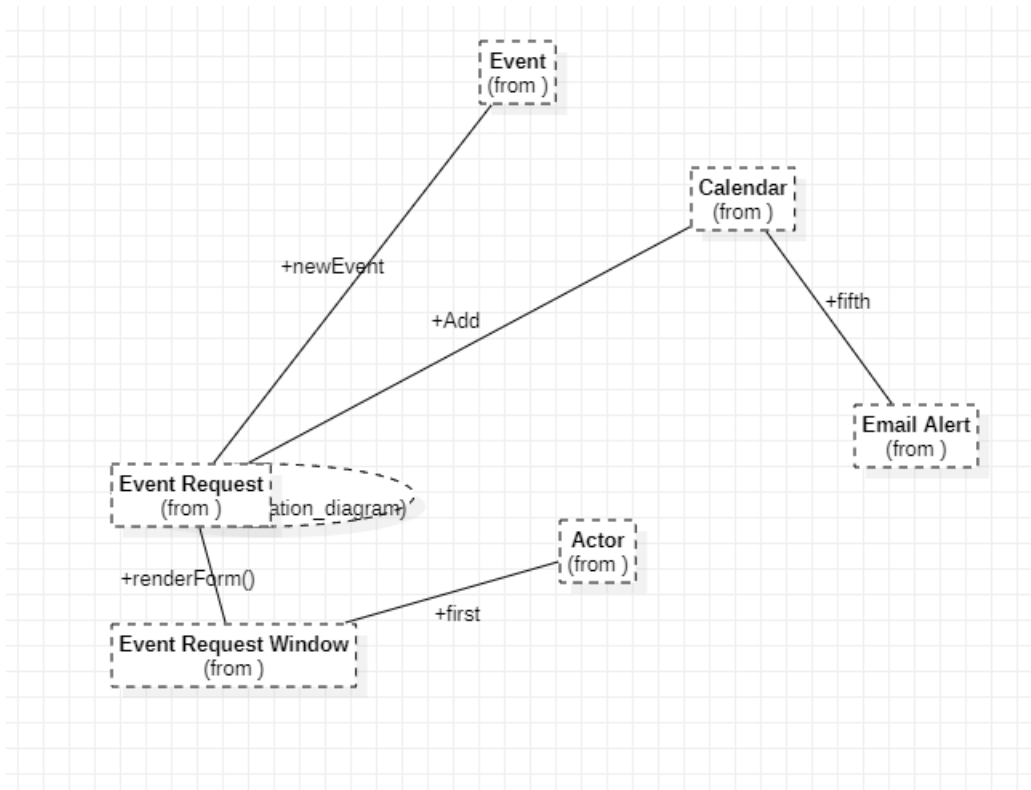 Event
(from )
Calendar
(from )
+newEvent
+fifth
+Add
Email Alert
(from )
Event Request
(from )
ation_diagram)
Actor
(from )
+renderForm()
+first
Event Request Window
(from )